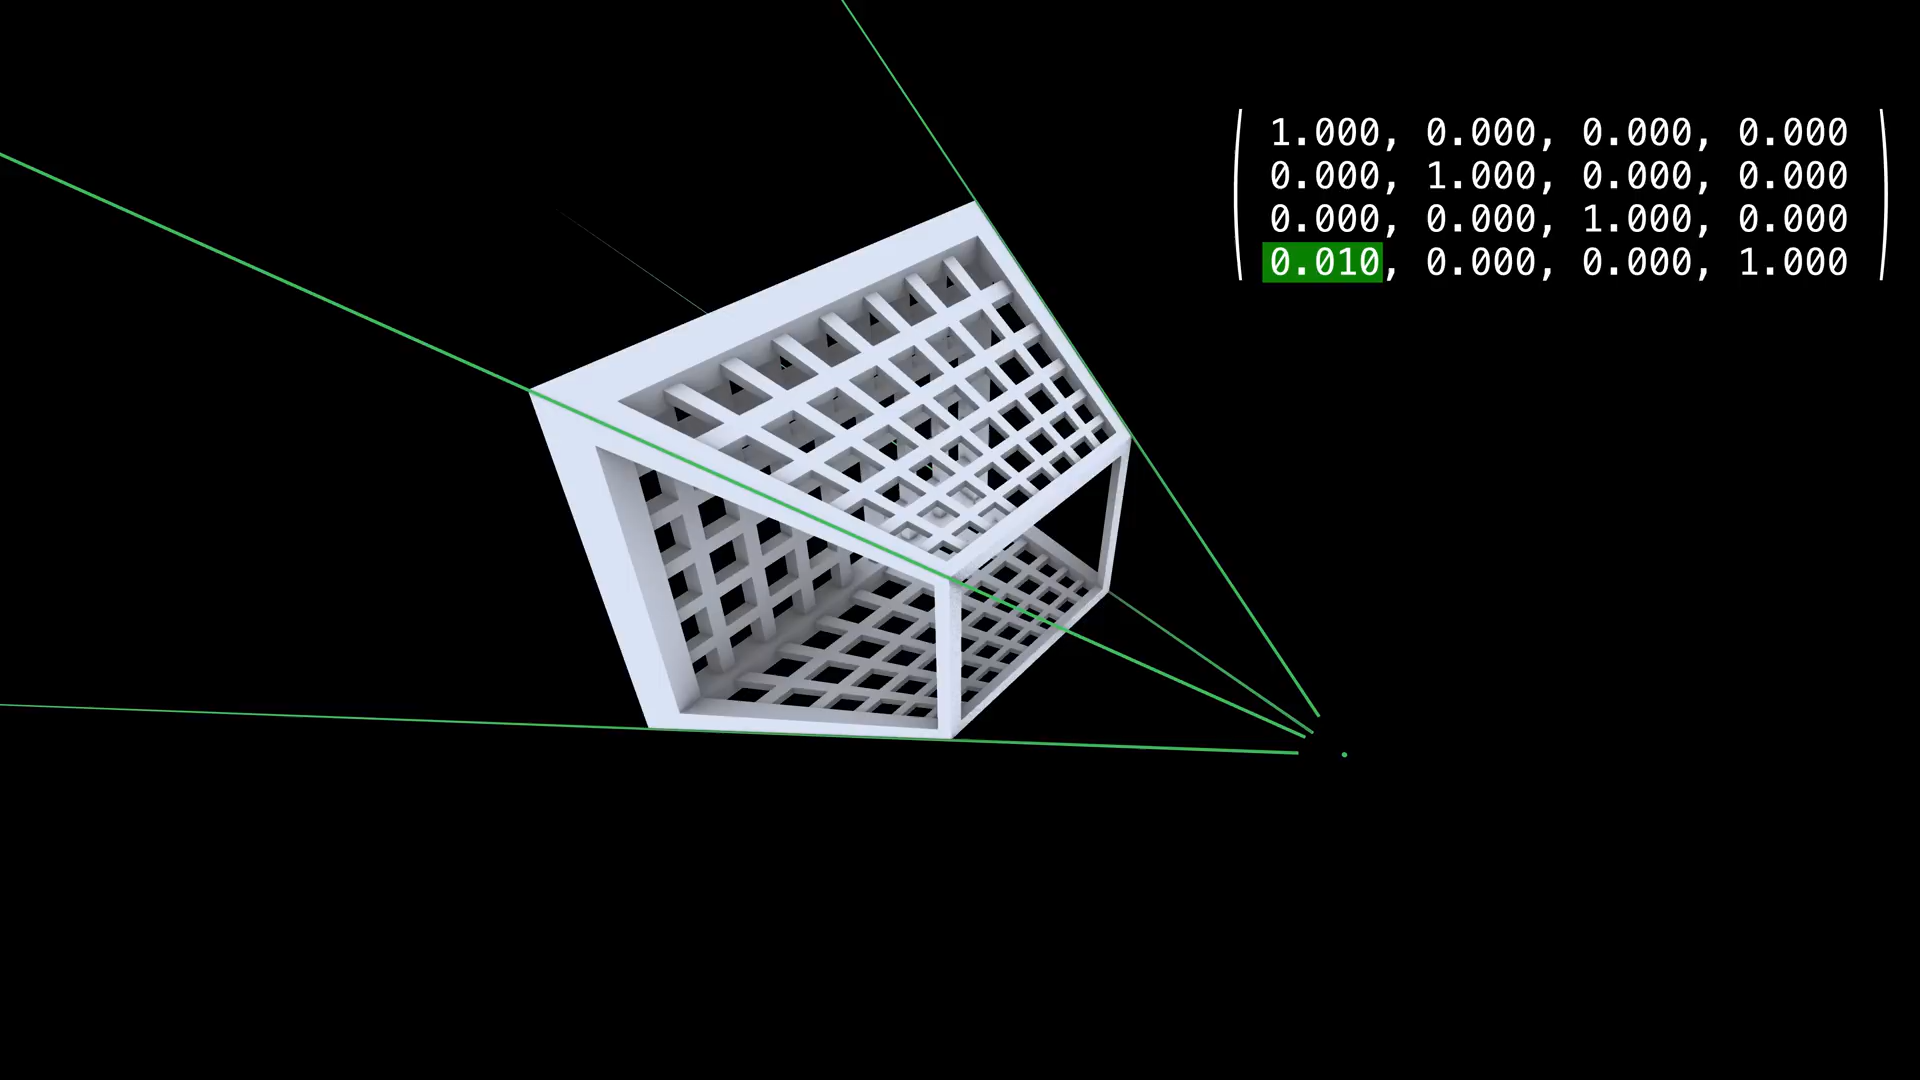 1.000, 0.000, 0.000, 0.000
0.000, 1.000, 0.000, 0.000
0.000, 0.000, 1.000, 0.000
0.010, 0.000, 0.000, 1.000